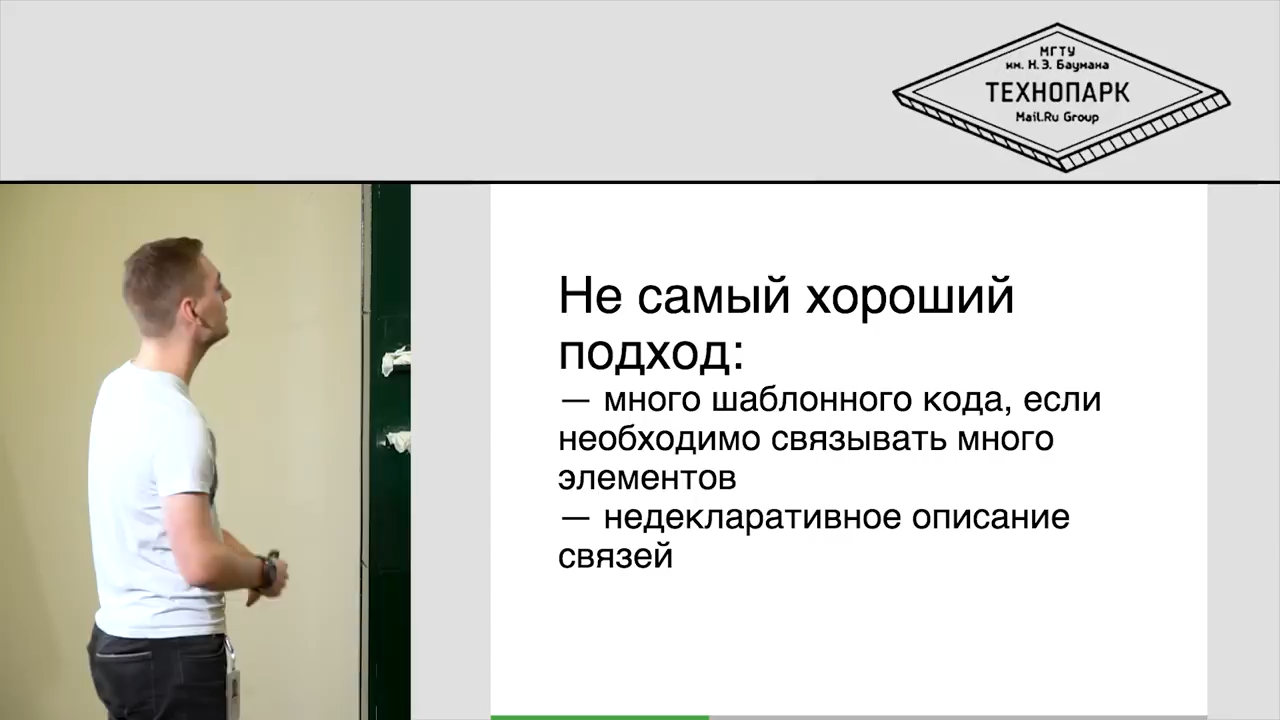 МГТУ
им. Н.Э. Баумана
ТЕХНОПАРК
Mail.Ru Group
Не самый хороший
подход:
— много шаблонного кода, если
необходимо связывать много
элементов
— недекларативное описание
связей